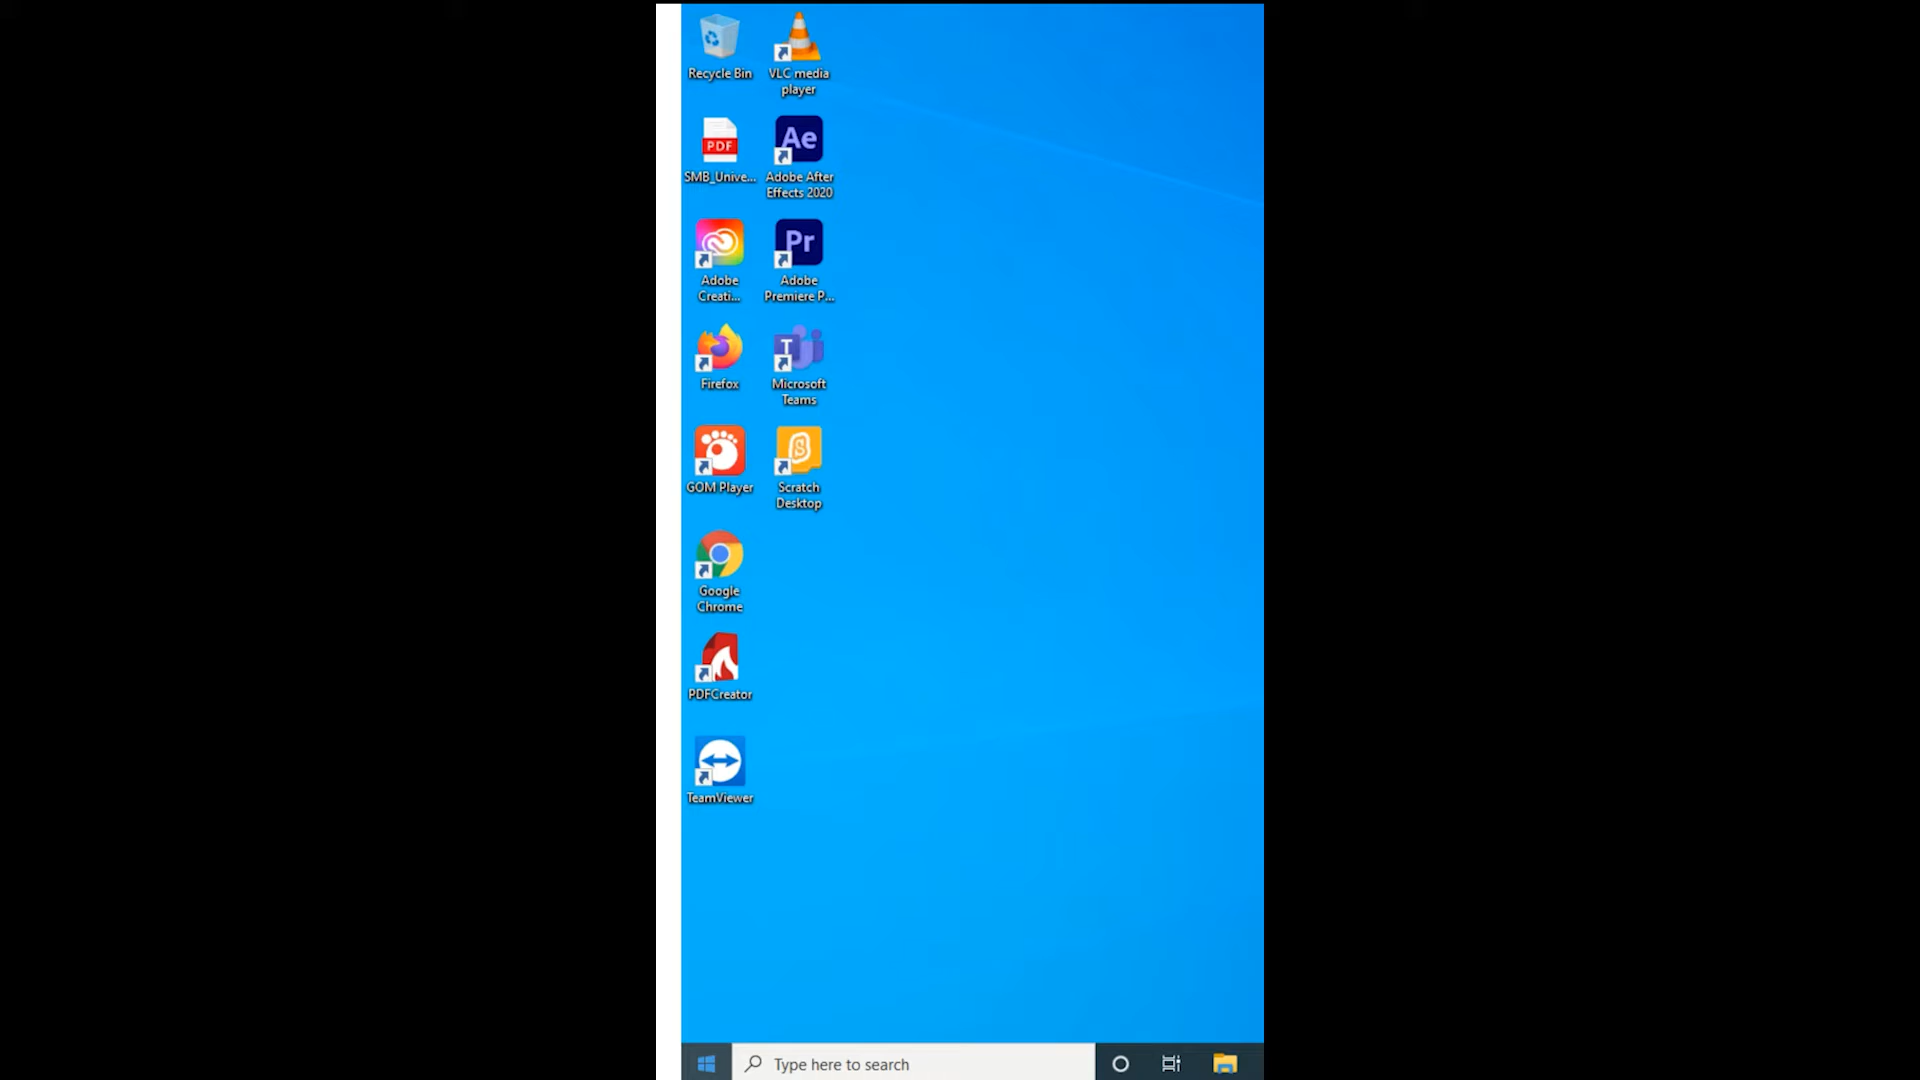 Recycle Bin
VLC media
player
PDF
SMB_Unive...
Ae
Adobe After
Effects 2020
Adobe
Creati...
Pr
Adobe
Premiere P...
Firefox
T
Microsoft
Teams
GOM Player
S
Scratch
Desktop
Google
Chrome
PDFCreator
TeamViewer
Type here to search